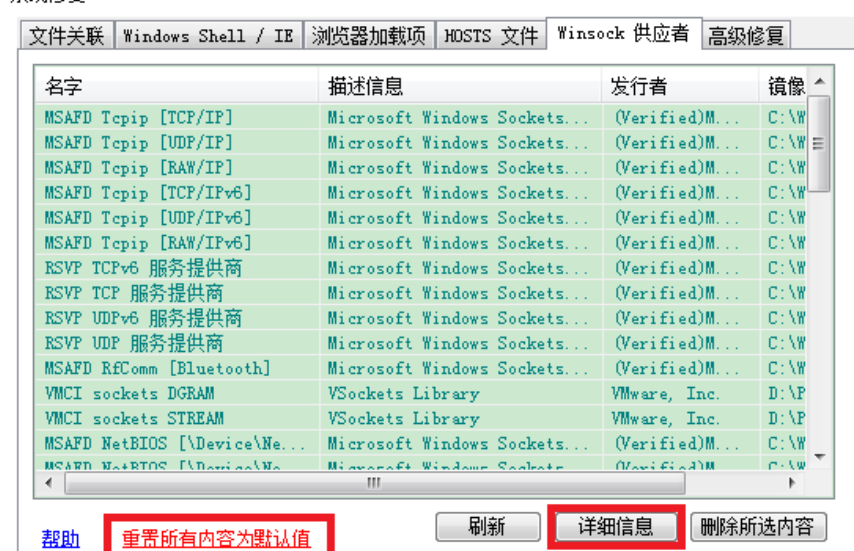 文件关联 Windows Shell / IE 浏览器加载项 HOSTS 文件 Winsock 供应者 高级修复
名字 描述信息 发行者 镜像
MSAFD Tcpip [TCP/IP] Microsoft Windows Sockets... (Verified)M... C:\W
MSAFD Tcpip [UDP/IP] Microsoft Windows Sockets... (Verified)M... C:\W
MSAFD Tcpip [RAW/IP] Microsoft Windows Sockets... (Verified)M... C:\W
MSAFD Tcpip [TCP/IPv6] Microsoft Windows Sockets... (Verified)M... C:\W
MSAFD Tcpip [UDP/IPv6] Microsoft Windows Sockets... (Verified)M... C:\W
MSAFD Tcpip [RAW/IPv6] Microsoft Windows Sockets... (Verified)M... C:\W
RSVP TCPv6 服务提供商 Microsoft Windows Sockets... (Verified)M... C:\W
RSVP TCP 服务提供商 Microsoft Windows Sockets... (Verified)M... C:\W
RSVP UDPv6 服务提供商 Microsoft Windows Sockets... (Verified)M... C:\W
RSVP UDP 服务提供商 Microsoft Windows Sockets... (Verified)M... C:\W
MSAFD RfComm [Bluetooth] Microsoft Windows Sockets... (Verified)M... C:\W
VMCI sockets DGRAM VSockets Library VMware, Inc. D:\P
VMCI sockets STREAM VSockets Library VMware, Inc. D:\P
MSAFD NetBIOS [\Device\Ne... Microsoft Windows Sockets... (Verified)M... C:\W
MSAFD NetBIOS [\Device\Ne... Microsoft Windows Sockets... (Verified)M... C:\W
刷新 详细信息 删除所选内容
帮助 重置所有内容为默认值